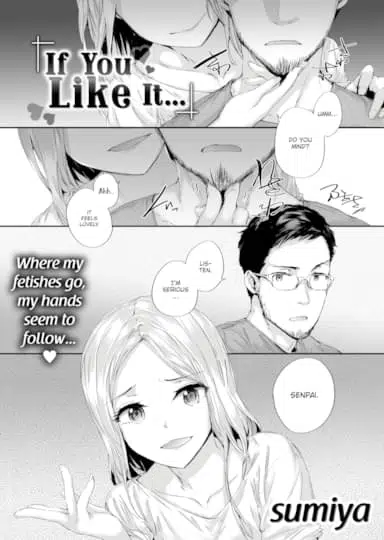 If You
Like It...
UMM...
DO YOU
MIND?
Ahh.
IT
FEELS
LOVELY.
Where my
fetishes go,
my hands
seem to
follow...
LIS-
TEN.
I'M
SERIOUS
...
SENPAI.
sumiya